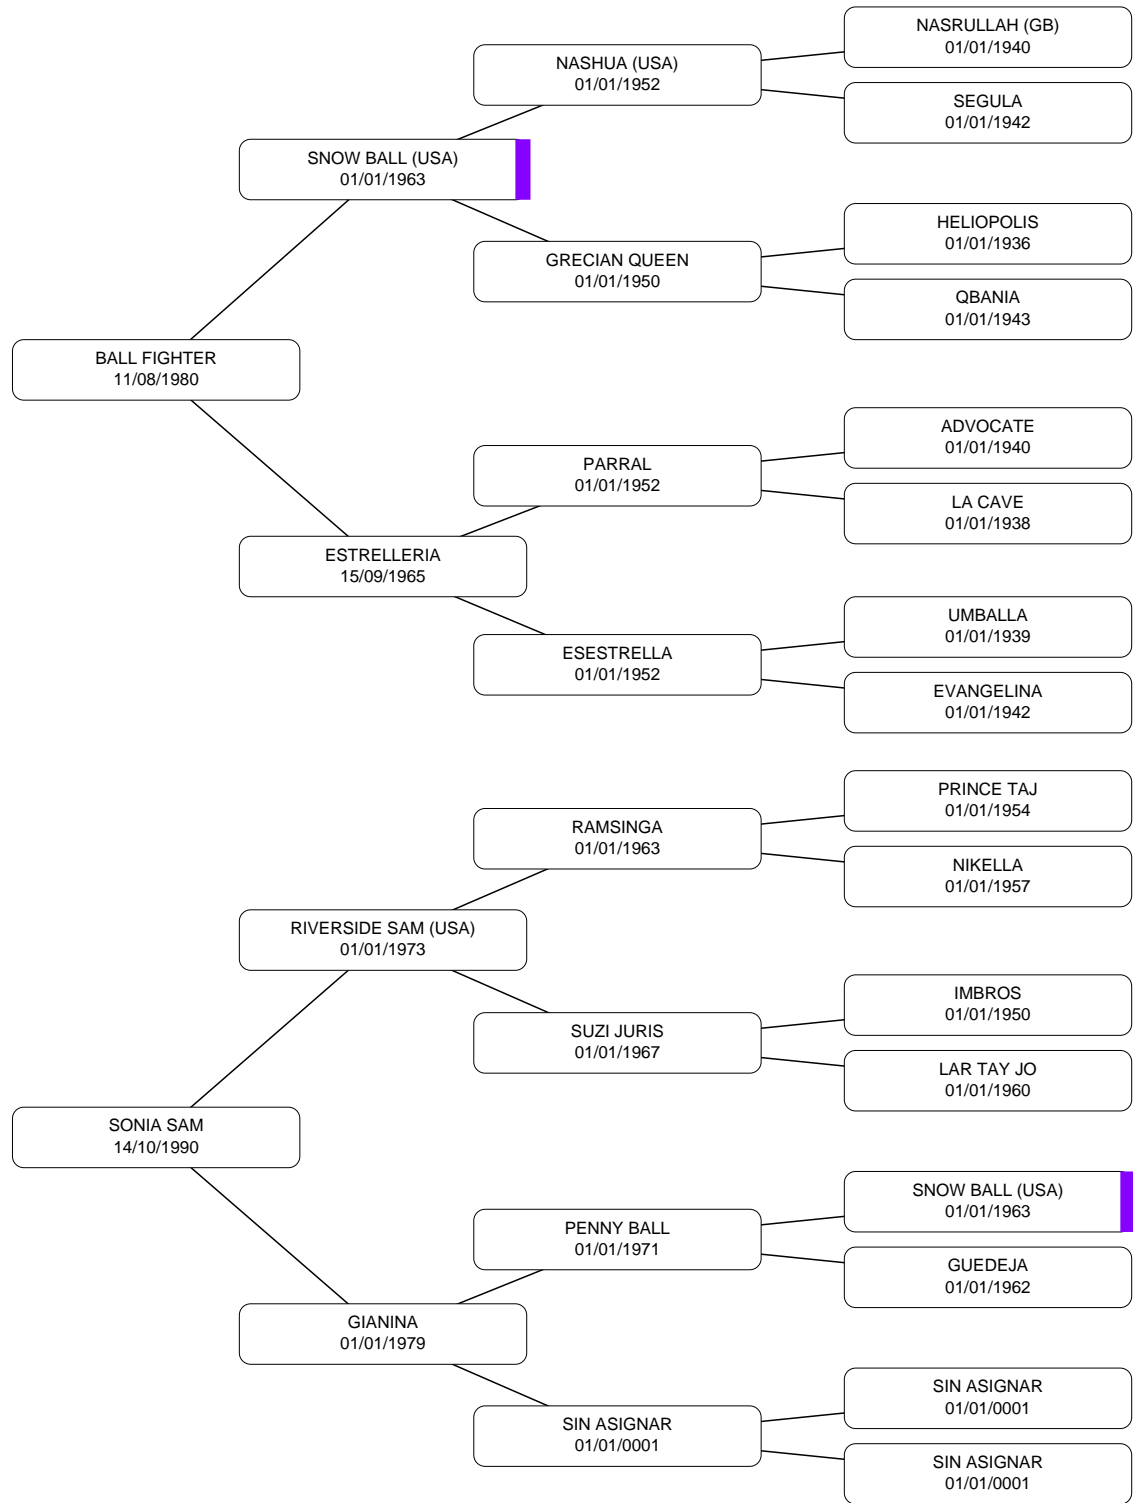 NASRULLAH (GB)
01/01/1940
NASHUA (USA)
01/01/1952
SEGULA
01/01/1942
SNOW BALL (USA)
01/01/1963
HELIOPOLIS
01/01/1936
GRECIAN QUEEN
01/01/1950
QBANIA
01/01/1943
BALL FIGHTER
11/08/1980
ADVOCATE
01/01/1940
PARRAL
01/01/1952
LA CAVE
01/01/1938
ESTRELLERIA
15/09/1965
UMBALLA
01/01/1939
ESESTRELLA
01/01/1952
EVANGELINA
01/01/1942
PRINCE TAJ
01/01/1954
RAMSINGA
01/01/1963
NIKELLA
01/01/1957
RIVERSIDE SAM (USA)
01/01/1973
IMBROS
01/01/1950
SUZI JURIS
01/01/1967
LAR TAY JO
01/01/1960
SONIA SAM
14/10/1990
SNOW BALL (USA)
01/01/1963
PENNY BALL
01/01/1971
GUEDEJA
01/01/1962
GIANINA
01/01/1979
SIN ASIGNAR
01/01/0001
SIN ASIGNAR
01/01/0001
SIN ASIGNAR
01/01/0001